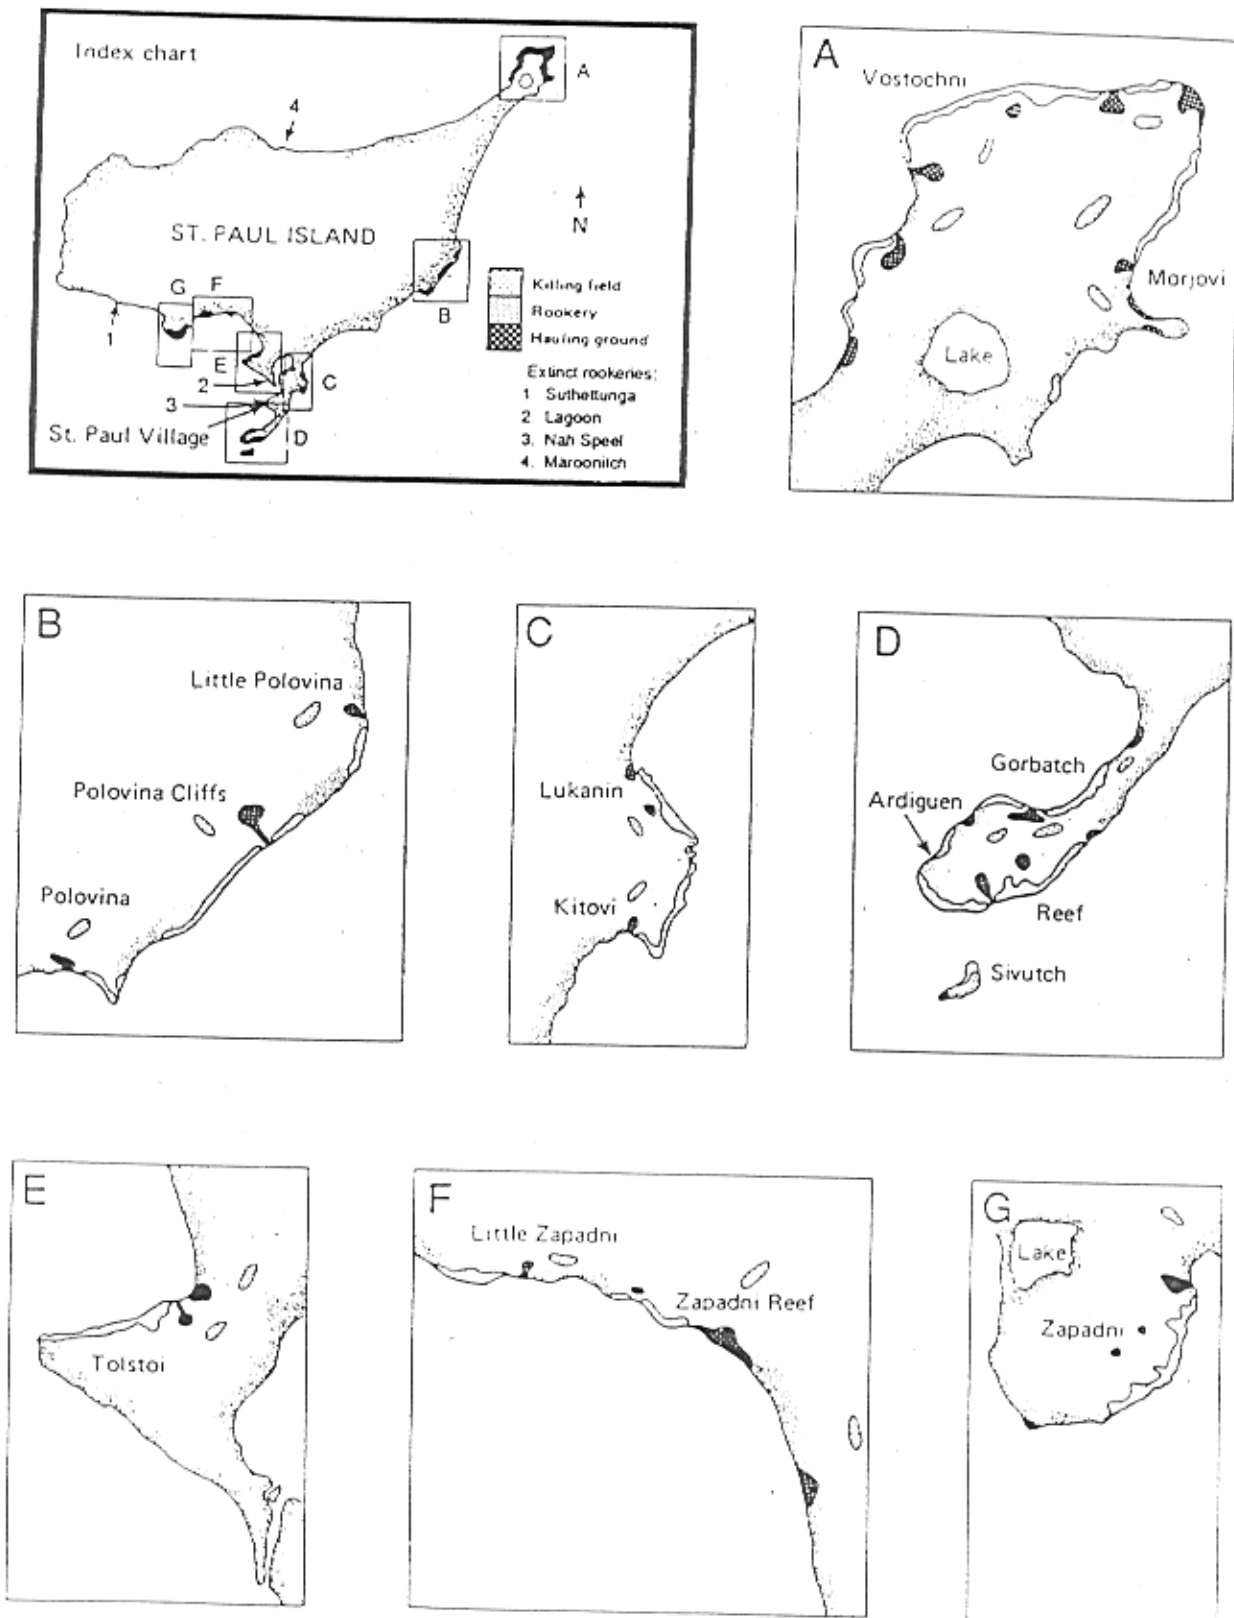 Index chart
A
4
N
ST. PAUL ISLAND
G
F
B
1
E
2
C
3
St. Paul Village
D
Killing field
Rookery
Hauling ground
Extinct rookeries:
1 Suthettunga
2 Lagoon
3. Nah Speel
4. Maroonitch
A
Vostochni
Morjovi
Lake
B
Little Polovina
Polovina Cliffs
Polovina
C
Lukanin
Kitovi
D
Gorbatch
Ardiguen
Reef
Sivutch
E
Tolstoi
F
Little Zapadni
Zapadni Reef
G
Lake
Zapadni